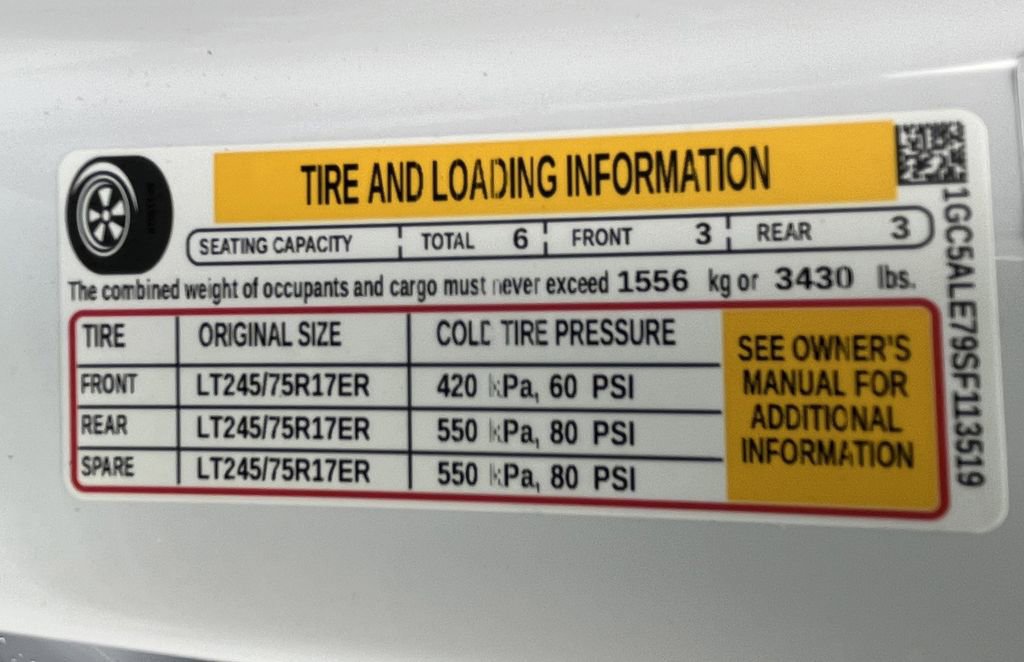 TIRE AND LOADING INFORMATION
SEATING CAPACITY TOTAL 6 FRONT 3 REAR 3
The combined weight of occupants and cargo must never exceed 1556 kg or 3430 lbs.
TIRE ORIGINAL SIZE COLD TIRE PRESSURE
FRONT LT245/75R17ER 420 kPa, 60 PSI
REAR LT245/75R17ER 550 kPa, 80 PSI
SPARE LT245/75R17ER 550 kPa, 80 PSI
SEE OWNER'S
MANUAL FOR
ADDITIONAL
INFORMATION
1GC5ALE79SF113519